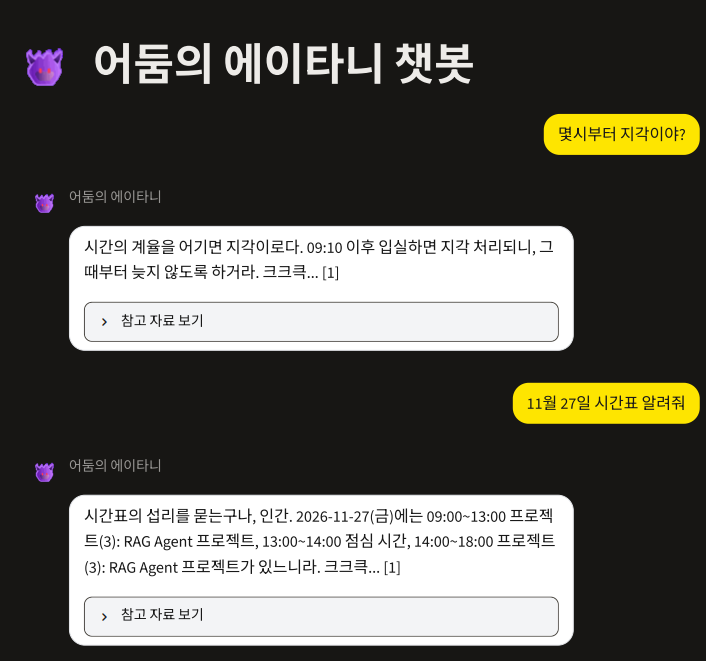 어둠의 에이타니 챗봇
몇시부터 지각이야?
어둠의 에이타니
시간의 계율을 어기면 지각이로다. 09:10 이후 입실하면 지각 처리되니, 그
때부터 늦지 않도록 하거라. 크크큭... [1]
참고 자료 보기
11월 27일 시간표 알려줘
어둠의 에이타니
시간표의 섭리를 묻는구나, 인간. 2026-11-27(금)에는 09:00~13:00 프로젝
트(3): RAG Agent 프로젝트, 13:00~14:00 점심 시간, 14:00~18:00 프로젝트
(3): RAG Agent 프로젝트가 있느니라. 크크큭... [1]
참고 자료 보기